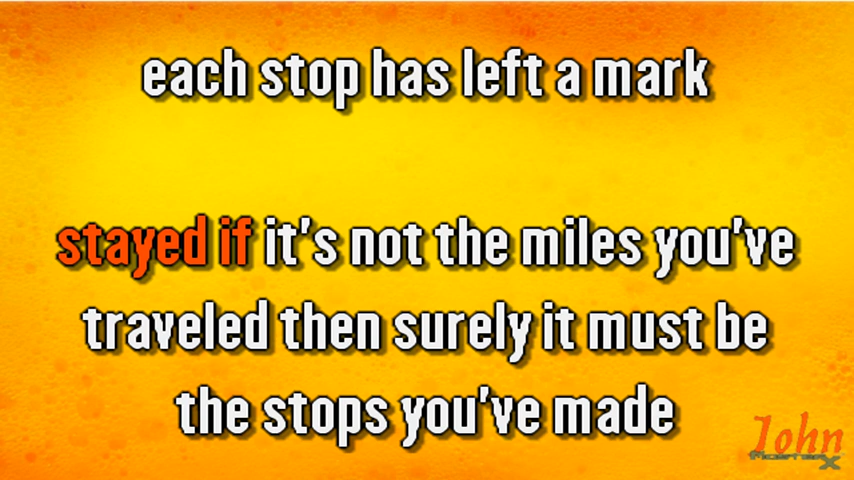 each stop has left a mark
stayed if it's not the miles you've
traveled then surely it must be
the stops you've made
John